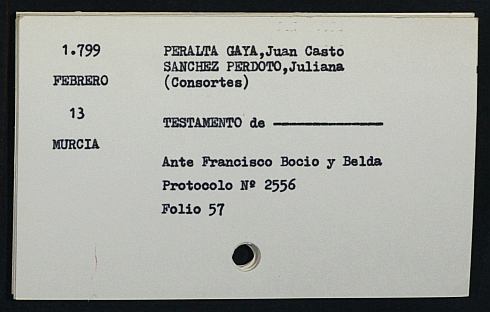 1.799
FEBRERO
13
MURCIA
PERALTA GAYA,Juan Casto
SANCHEZ PERDOTO,Juliana
(Consortes)
TESTAMENTO de
Ante Francisco Bocio y Belda
Protocolo Nº 2556
Folio 57